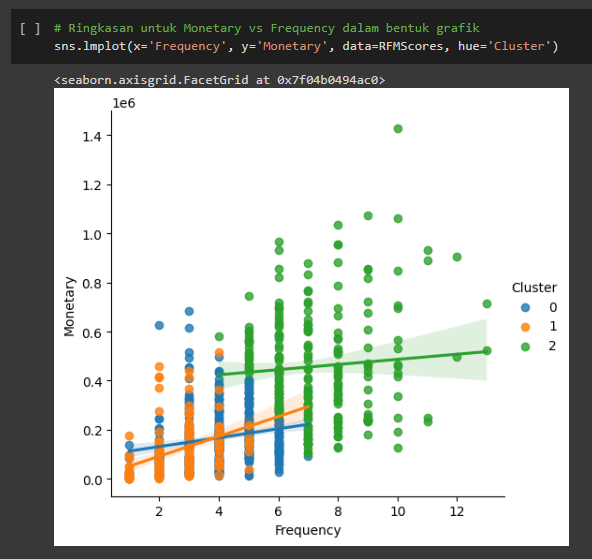 [ ] # Ringkasan untuk Monetary vs Frequency dalam bentuk grafik
sns.lmplot(x='Frequency', y='Monetary', data=RFMScores, hue='Cluster')
<seaborn.axisgrid.FacetGrid at 0x7f04b0494ac0>
1e6
1.4
1.2
1.0
0.8
0.6
0.4
0.2
0.0
Monetary
2 4 6 8 10 12
Frequency
Cluster
0
1
2